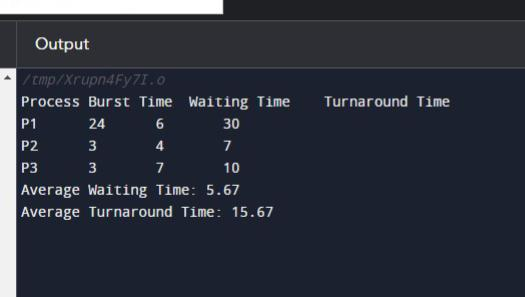 Output
/tmp/Xrupn4Fy7I.o
Process Burst Time Waiting Time Turnaround Time
P1 24 6 30
P2 3 4 7
P3 3 7 10
Average Waiting Time: 5.67
Average Turnaround Time: 15.67